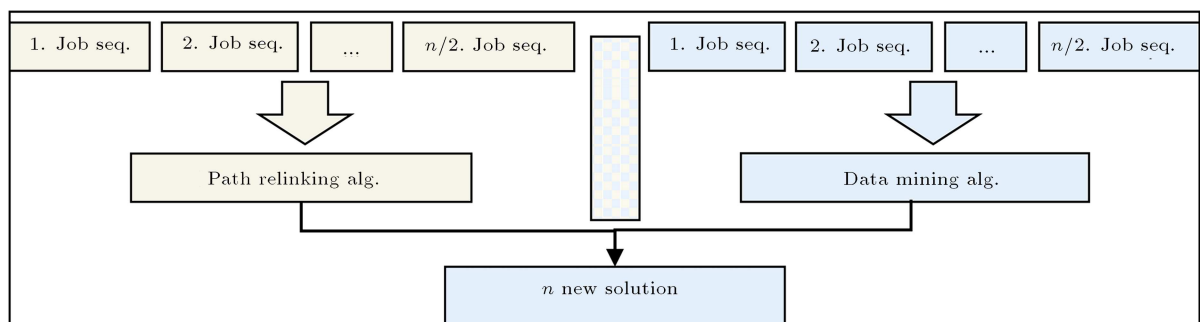 1. Job seq. 2. Job seq. ... n/2. Job seq. 1. Job seq. 2. Job seq. ... n/2. Job seq.
Path relinking alg. Data mining alg.
n new solution